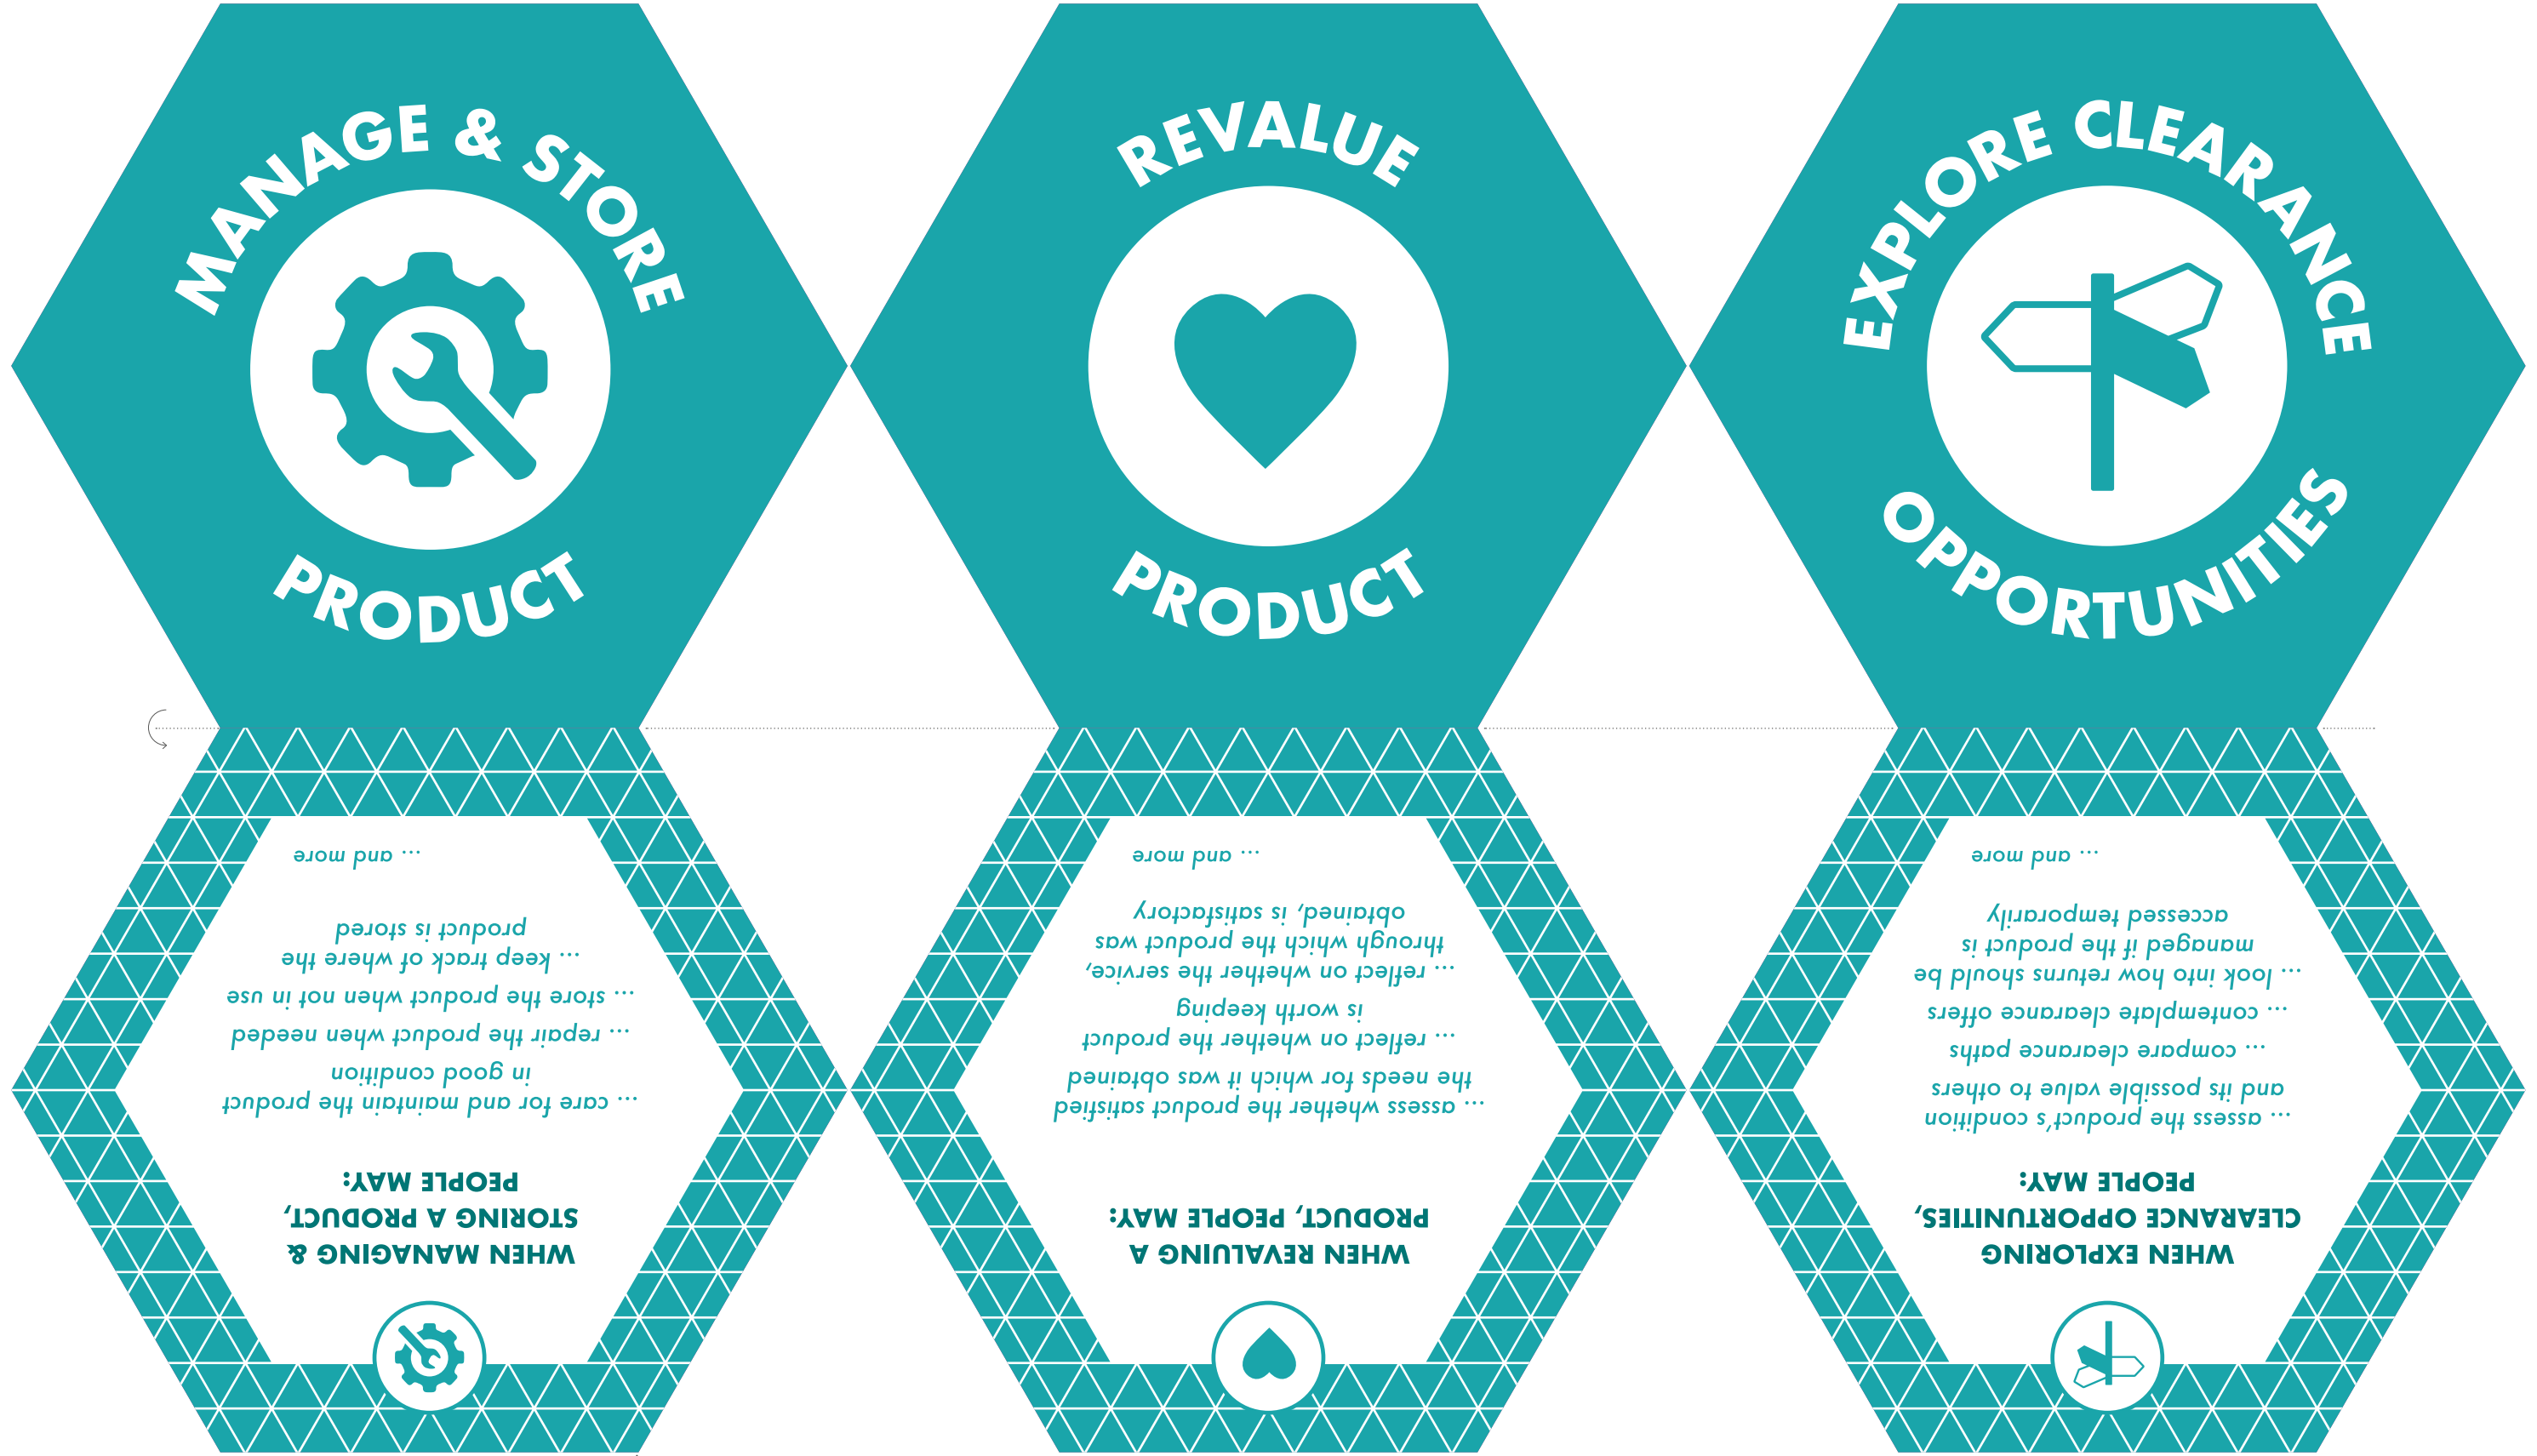 MANAGE & STORE
PRODUCT
REVALUE
PRODUCT
EXPLORE CLEARANCE
OPPORTUNITIES
WHEN MANAGING &
STORING A PRODUCT,
PEOPLE MAY:
... care for and maintain the product
in good condition
... repair the product when needed
... store the product when not in use
... keep track of where the
product is stored
... and more
WHEN REVALUING A
PRODUCT, PEOPLE MAY:
... assess whether the product satisfied
the needs for which it was obtained
... reflect on whether the product
is worth keeping
... reflect on whether the service,
through which the product was
obtained, is satisfactory
... and more
WHEN EXPLORING
CLEARANCE OPPORTUNITIES,
PEOPLE MAY:
... assess the product's condition
and its possible value to others
... compare clearance paths
... contemplate clearance offers
... look into how returns should be
managed if the product is
accessed temporarily
... and more